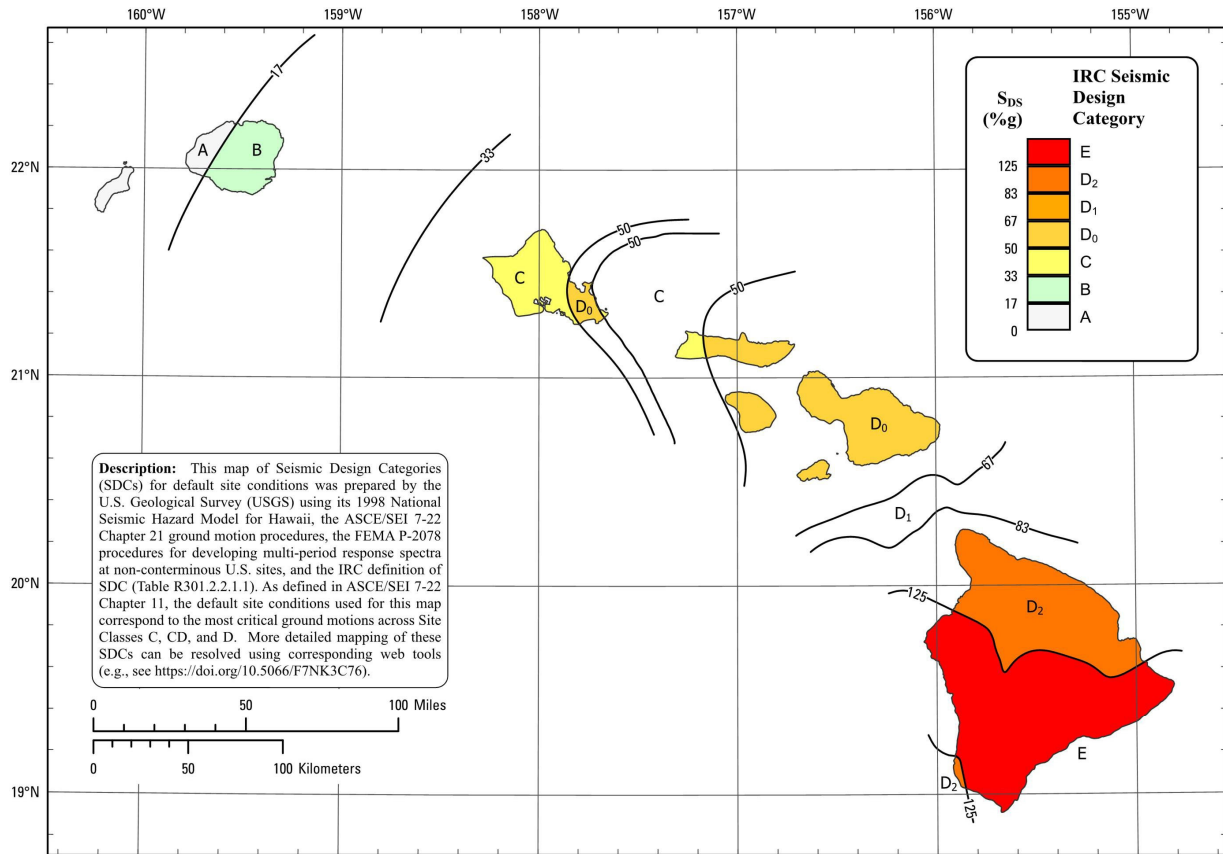 160°W 159°W 158°W 157°W 156°W 155°W
17
IRC Seismic
Design
Category
S_DS
(%g)
E
125
D₂
83
D₁
67
D₀
50
C
33
B
17
A
0
A B
22°N
33
50
50
C
C
50
D₀
21°N
D₀
67
D₁
83
20°N
125
D₂
E
D₂
125
19°N
Description: This map of Seismic Design Categories
(SDCs) for default site conditions was prepared by the
U.S. Geological Survey (USGS) using its 1998 National
Seismic Hazard Model for Hawaii, the ASCE/SEI 7-22
Chapter 21 ground motion procedures, the FEMA P-2078
procedures for developing multi-period response spectra
at non-conterminous U.S. sites, and the IRC definition of
SDC (Table R301.2.2.1.1). As defined in ASCE/SEI 7-22
Chapter 11, the default site conditions used for this map
correspond to the most critical ground motions across Site
Classes C, CD, and D. More detailed mapping of these
SDCs can be resolved using corresponding web tools
(e.g., see https://doi.org/10.5066/F7NK3C76).
0 50 100 Miles
0 50 100 Kilometers